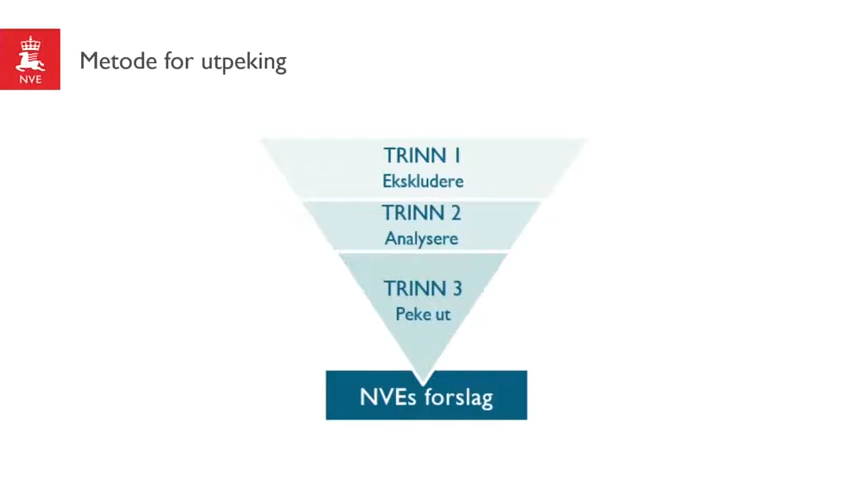 NVE
Metode for utpeking
TRINN 1
Ekskludere
TRINN 2
Analysere
TRINN 3
Peke ut
NVEs forslag